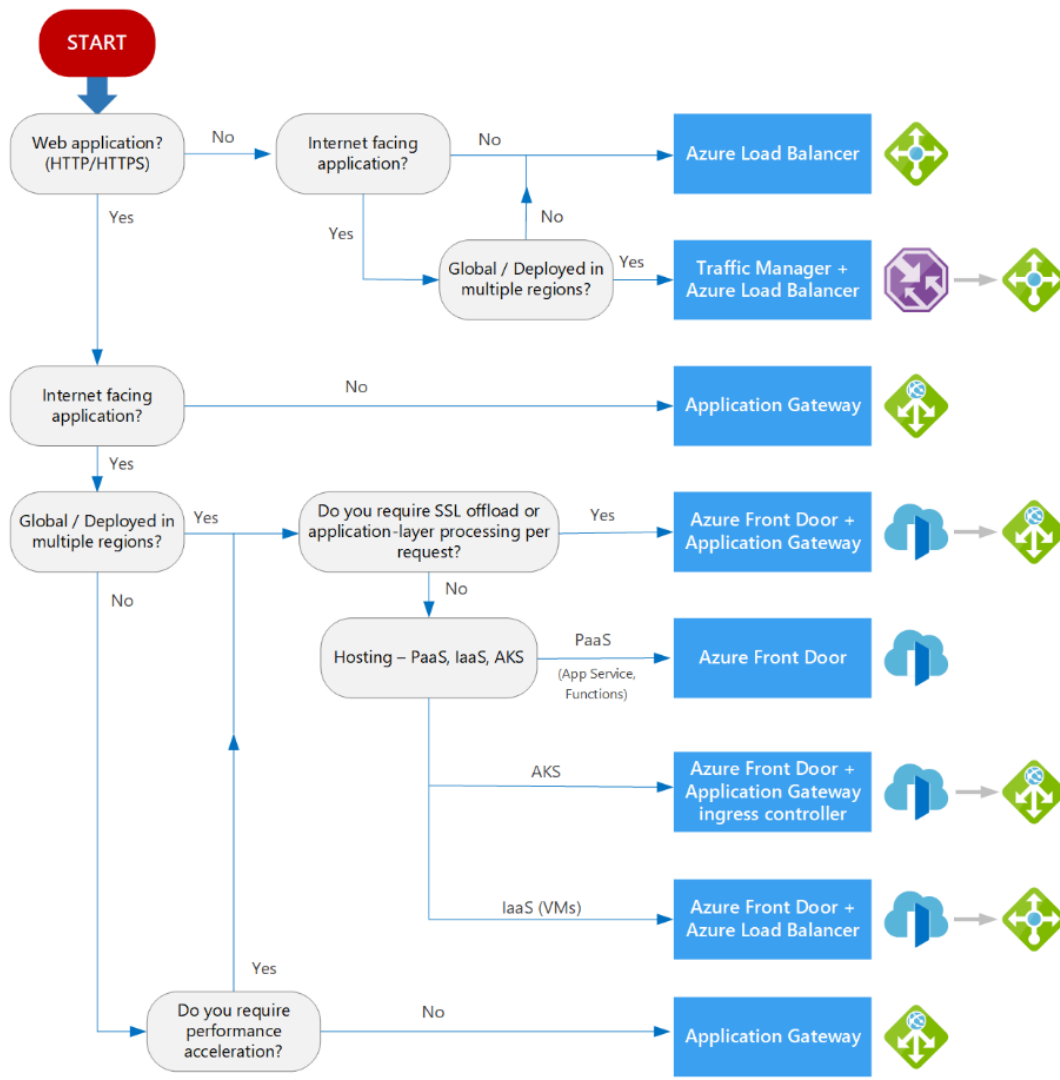 START
Web application?
(HTTP/HTTPS)
No
Internet facing
application?
No
Azure Load Balancer
Yes
Yes
No
Global / Deployed in
multiple regions?
Yes
Traffic Manager +
Azure Load Balancer
Internet facing
application?
No
Application Gateway
Yes
Global / Deployed in
multiple regions?
Yes
Do you require SSL offload or
application-layer processing per
request?
Yes
Azure Front Door +
Application Gateway
No
No
Hosting – PaaS, IaaS, AKS
PaaS
(App Service,
Functions)
Azure Front Door
AKS
Azure Front Door +
Application Gateway
ingress controller
IaaS (VMs)
Azure Front Door +
Azure Load Balancer
Yes
Do you require
performance
acceleration?
No
Application Gateway